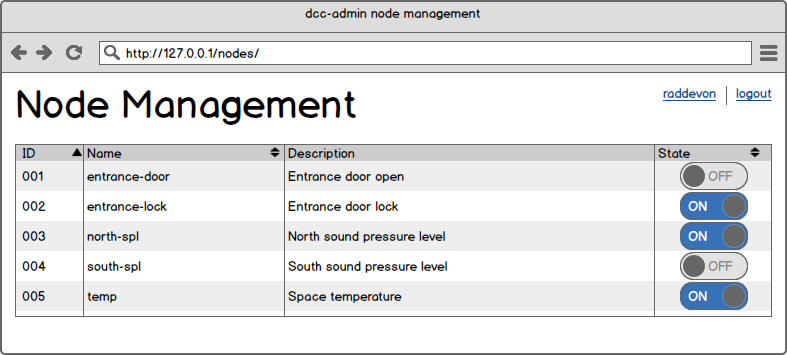 dcc-admin node management
http://127.0.0.1/nodes/
Node Management
raddevon logout
ID Name Description State
001 entrance-door Entrance door open OFF
002 entrance-lock Entrance door lock ON
003 north-spl North sound pressure level ON
004 south-spl South sound pressure level OFF
005 temp Space temperature ON